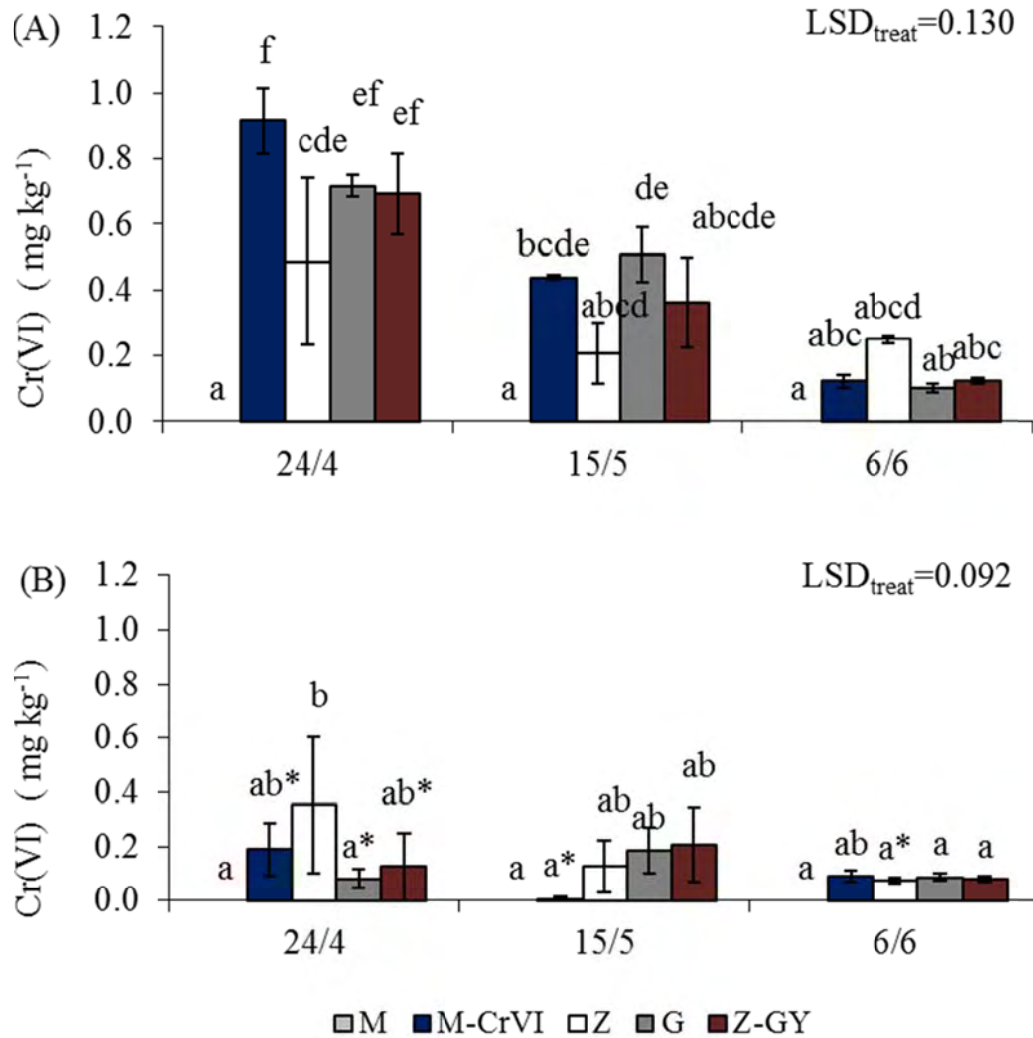 (A)
LSDtreat=0.130
Cr(VI) ( mg kg-1)
1.2
1.0
0.8
0.6
0.4
0.2
0.0
a f cde ef ef
a bcde abcd de abcde
a abc abcd ab abc
24/4 15/5 6/6
(B)
LSDtreat=0.092
Cr(VI) ( mg kg-1)
1.2
1.0
0.8
0.6
0.4
0.2
0.0
a ab* b a* ab*
a a* ab ab ab
a ab a* a a
24/4 15/5 6/6
M M-CrVI Z G Z-GY